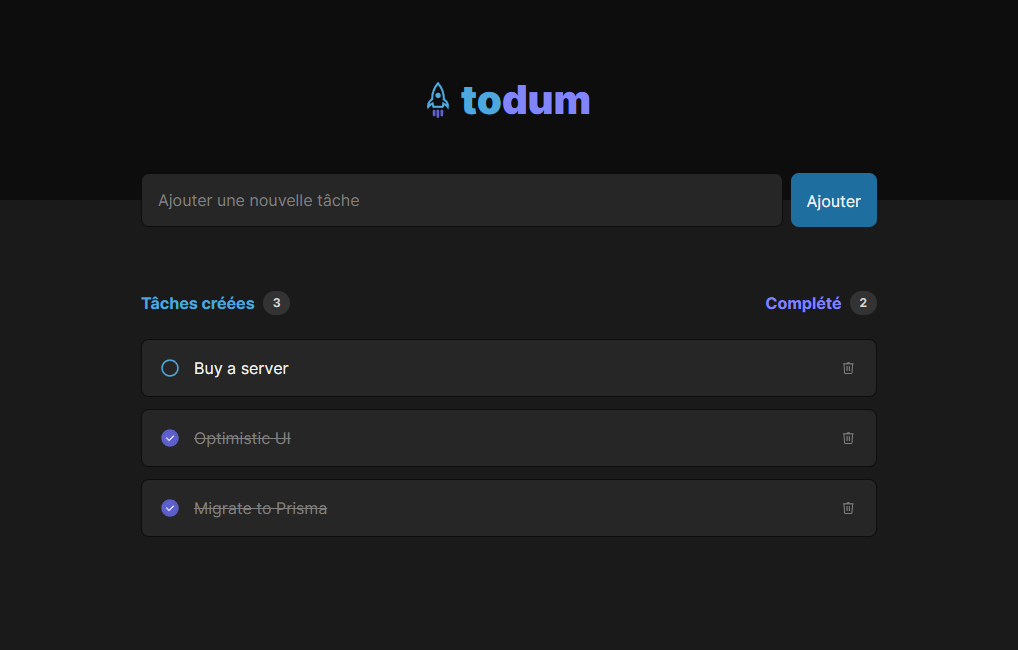 todum
Ajouter une nouvelle tâche
Ajouter
Tâches créées 3
Complété 2
Buy a server
Optimistic UI
Migrate to Prisma